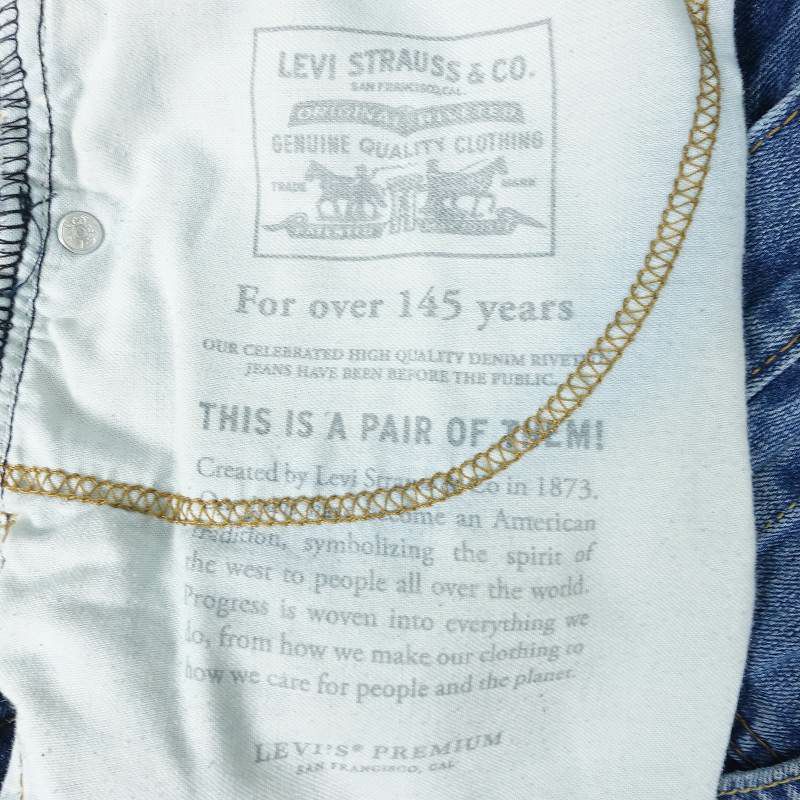 LEVI STRAUSS & CO.
SAN FRANCISCO, CAL.
ORIGINAL RIVETED
GENUINE QUALITY CLOTHING
TRADE MARK
For over 145 years
OUR CELEBRATED HIGH QUALITY DENIM RIVETED
JEANS HAVE BEEN BEFORE THE PUBLIC.
THIS IS A PAIR OF THEM!
Created by Levi Strauss & Co in 1873.
become an American
tradition, symbolizing the spirit of
the west to people all over the world.
Progress is woven into everything we
do, from how we make our clothing to
how we care for people and the planet.
LEVI'S® PREMIUM
SAN FRANCISCO, CAL